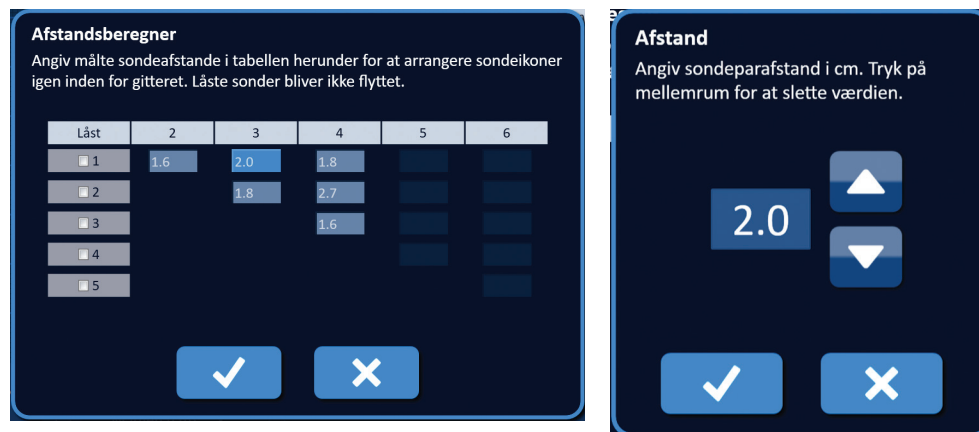 Afstandsberegner
Angiv målte sondeafstande i tabellen herunder for at arrangere sondeikoner
igen inden for gitteret. Låste sonder bliver ikke flyttet.
Låst 2 3 4 5 6
1 1.6 2.0 1.8
2 1.8 2.7
3 1.6
4
5
Afstand
Angiv sondeparafstand i cm. Tryk på
mellemrum for at slette værdien.
2.0